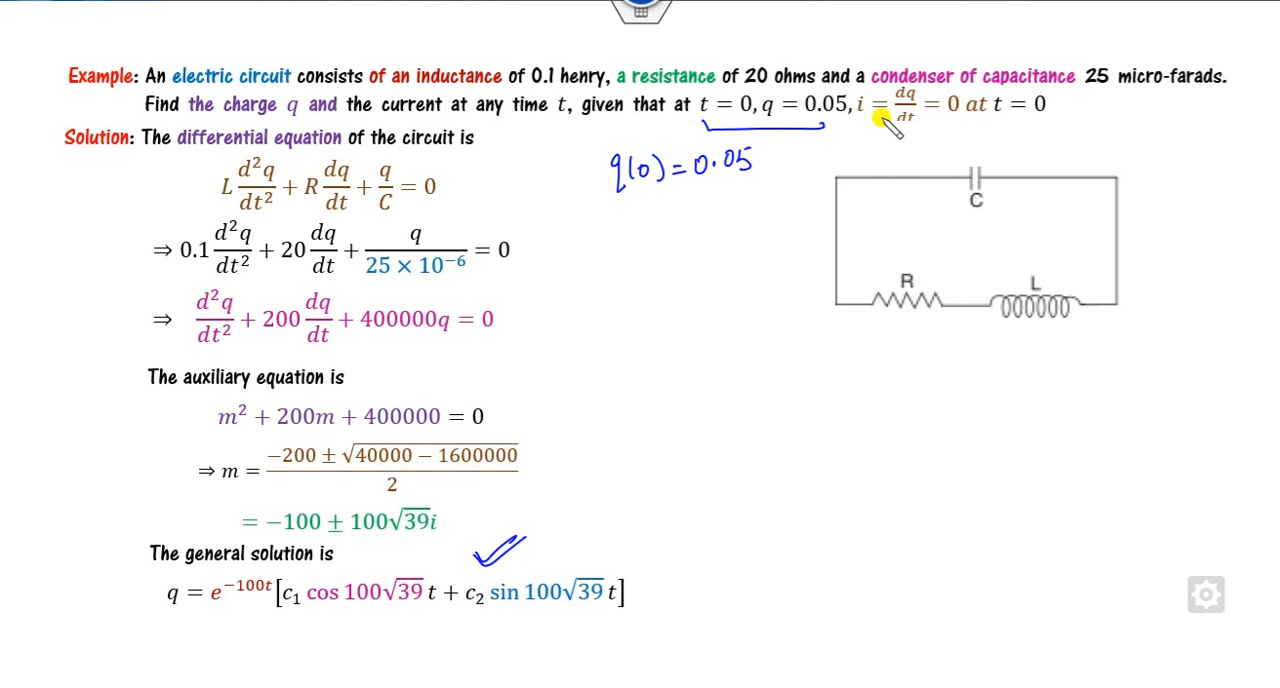 Example: An electric circuit consists of an inductance of 0.1 henry, a resistance of 20 ohms and a condenser of capacitance 25 micro-farads.
Find the charge q and the current at any time t, given that at t = 0, q = 0.05, i = dq/dt = 0 at t = 0
Solution: The differential equation of the circuit is
q(0) = 0.05
L d²q/dt² + R dq/dt + q/C = 0
⇒ 0.1 d²q/dt² + 20 dq/dt + q/(25 × 10⁻⁶) = 0
⇒ d²q/dt² + 200 dq/dt + 400000q = 0
C
R
L
The auxiliary equation is
m² + 200m + 400000 = 0
⇒ m = (−200 ± √(40000 − 1600000))/2
= −100 ± 100√39i
The general solution is
q = e^(−100t)[c₁ cos 100√39 t + c₂ sin 100√39 t]